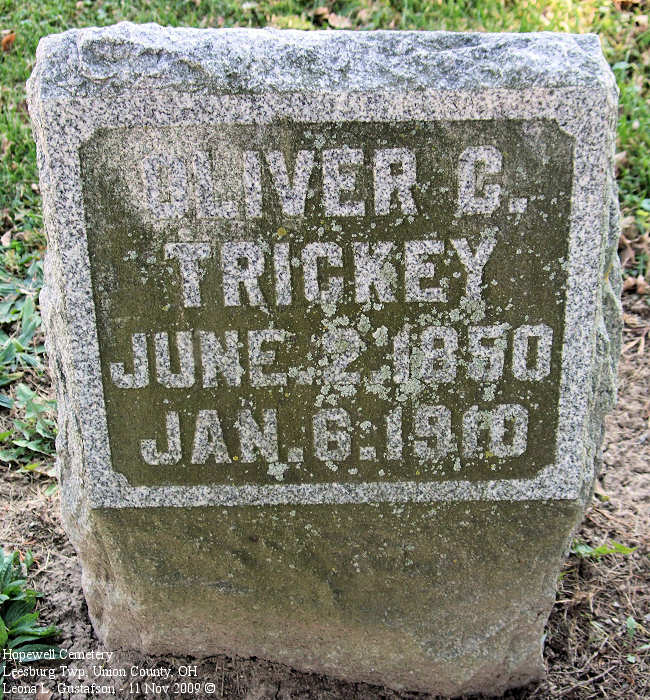 OLIVER C.
TRICKEY
JUNE. 2. 1850
JAN. 6. 1910
Hopewell Cemetery
Leesburg Twp, Union County, OH
Leona L. Gustafson - 11 Nov 2009 ©